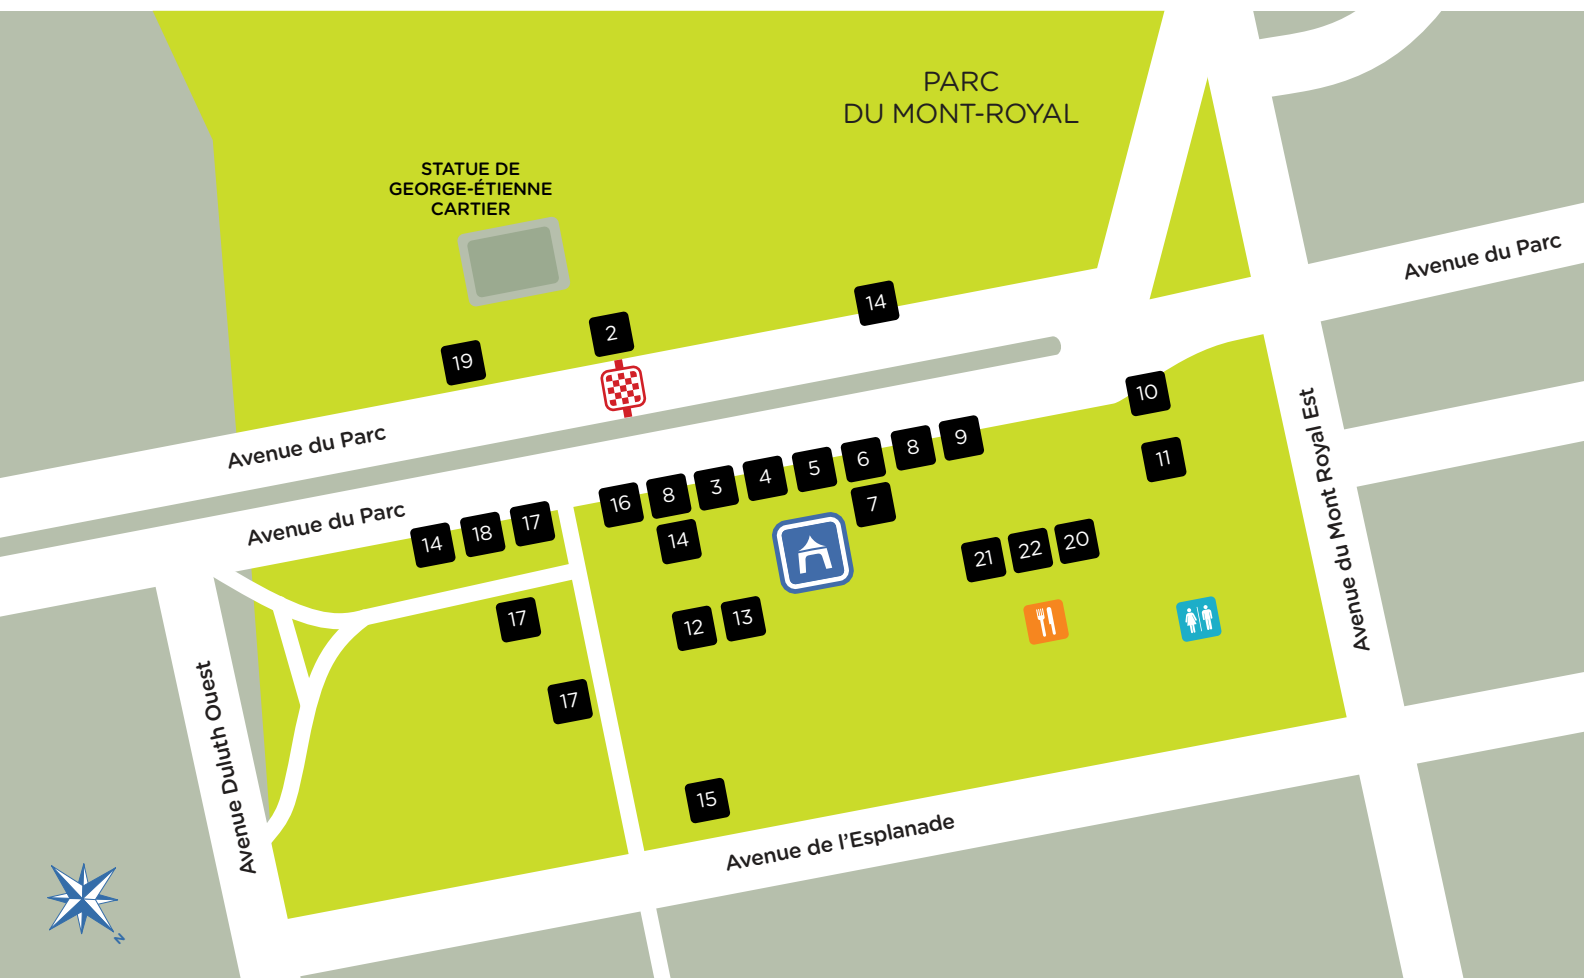 PARC
DU MONT-ROYAL
STATUE DE
GEORGE-ÉTIENNE
CARTIER
Avenue du Parc
14
2
19
Avenue du Parc
10
9
8
6
5
4
3
8
16
11
7
Avenue du Mont Royal Est
Avenue du Parc
14
18
17
14
21
22
20
17
12
13
17
Avenue Duluth Ouest
15
Avenue de l'Esplanade
N